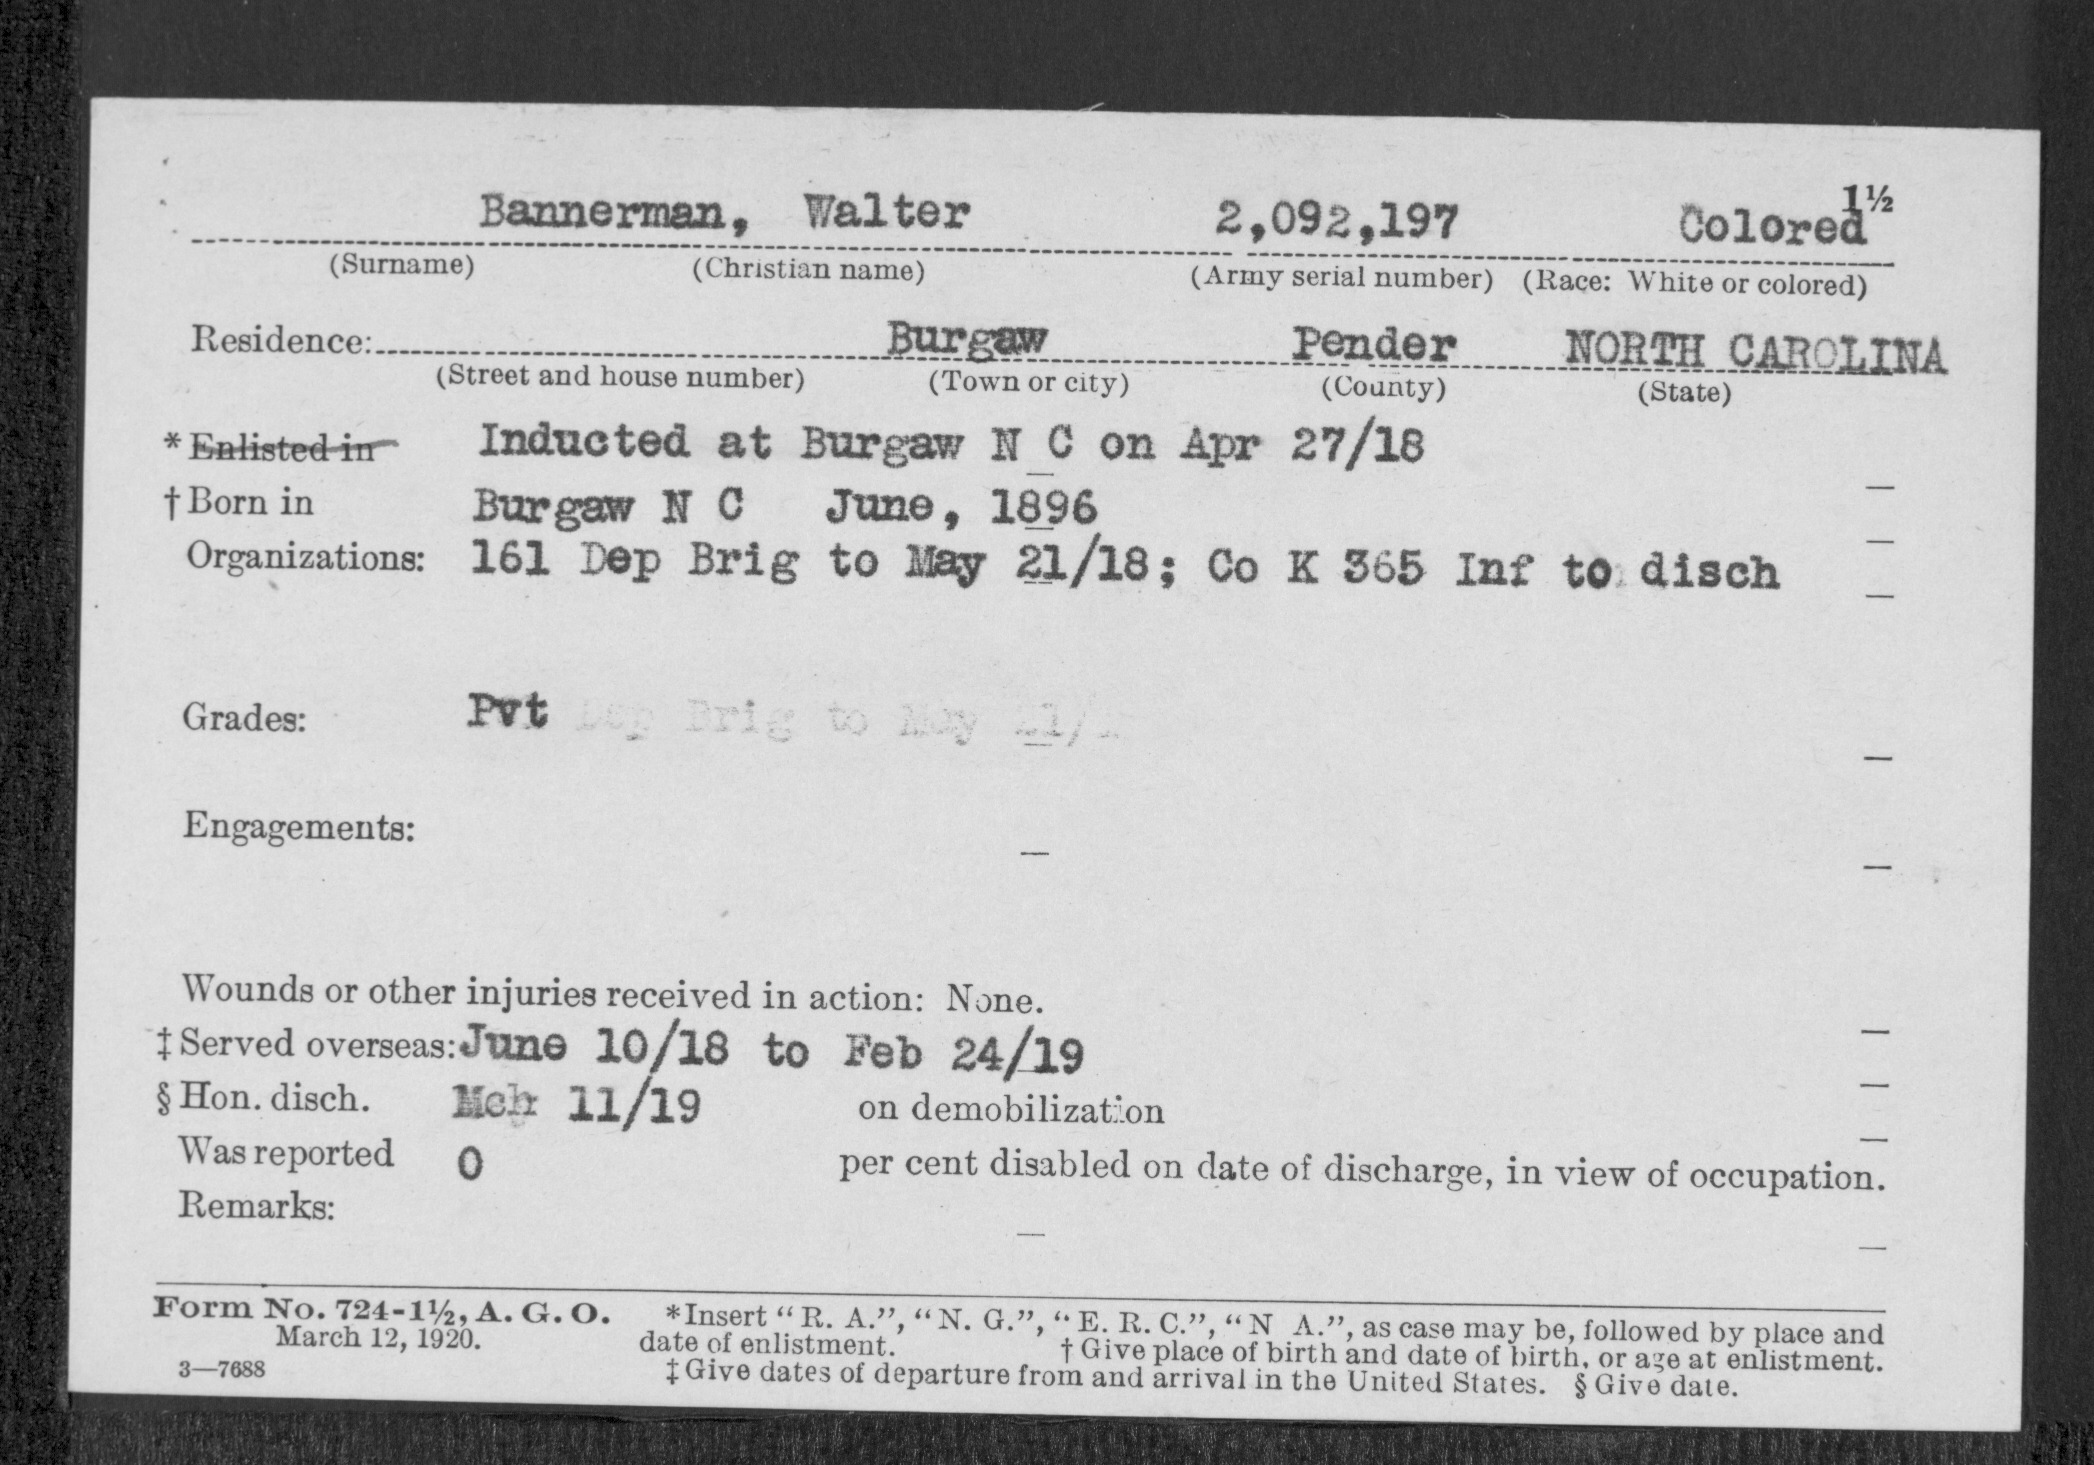 1½
Bannerman, Walter 2,092,197 Colored
(Surname) (Christian name) (Army serial number) (Race: White or colored)
Residence: Burgaw Pender NORTH CAROLINA
(Street and house number) (Town or city) (County) (State)
* Enlisted in Inducted at Burgaw N C on Apr 27/18
† Born in Burgaw N C June, 1896
Organizations: 161 Dep Brig to May 21/18; Co K 365 Inf to disch
Grades: Pvt Dep Brig to May 21/
Engagements:
Wounds or other injuries received in action: None.
‡ Served overseas: June 10/18 to Feb 24/19
§ Hon. disch. Mch 11/19 on demobilization
Was reported 0 per cent disabled on date of discharge, in view of occupation.
Remarks:
Form No. 724-1½, A. G. O. *Insert "R. A.", "N. G.", "E. R. C.", "N A.", as case may be, followed by place and
March 12, 1920. date of enlistment. † Give place of birth and date of birth, or age at enlistment.
3—7688 ‡ Give dates of departure from and arrival in the United States. § Give date.